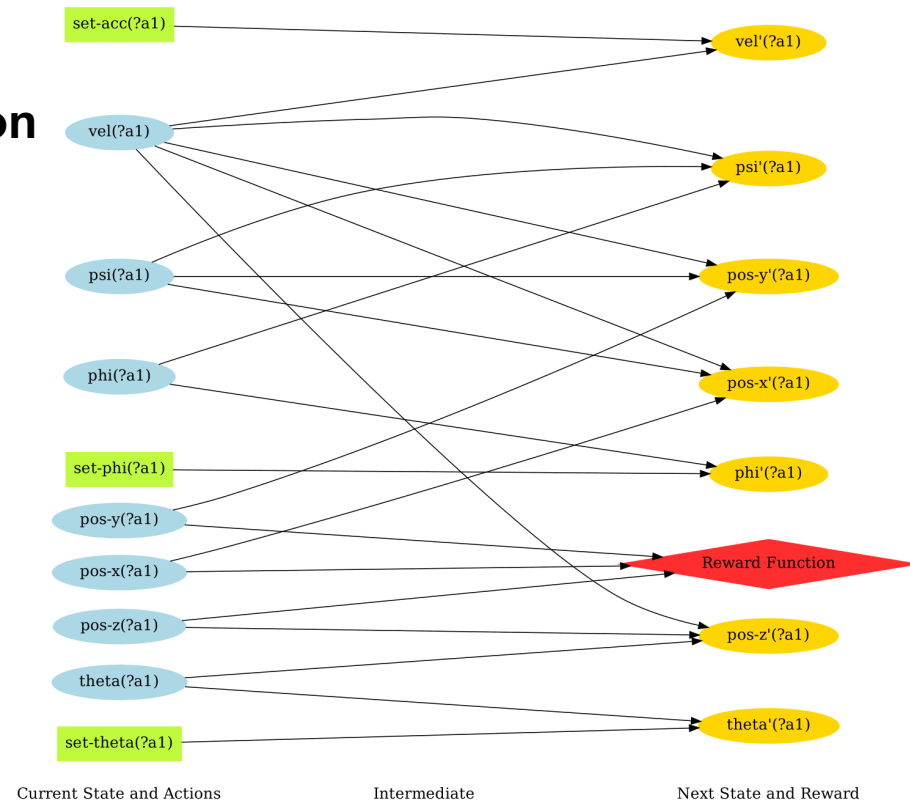 set-acc(?a1)
vel'(?a1)
on
vel(?a1)
psi'(?a1)
psi(?a1)
pos-y'(?a1)
phi(?a1)
pos-x'(?a1)
set-phi(?a1)
phi'(?a1)
pos-y(?a1)
Reward Function
pos-x(?a1)
pos-z(?a1)
pos-z'(?a1)
theta(?a1)
theta'(?a1)
set-theta(?a1)
Current State and Actions Intermediate Next State and Reward